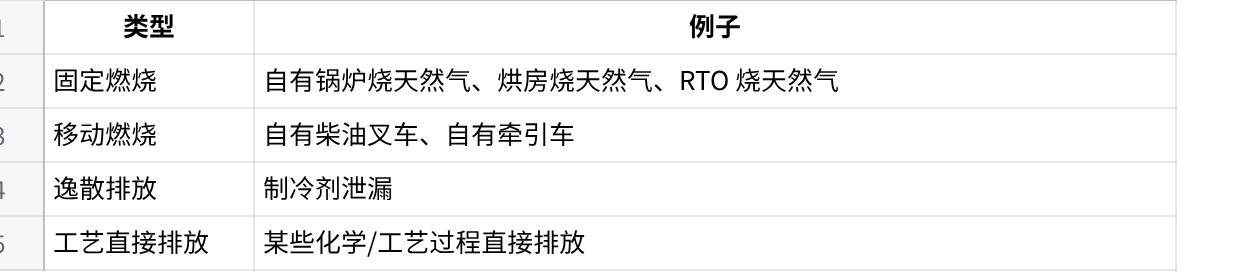 类型 例子
固定燃烧 自有锅炉烧天然气、烘房烧天然气、RTO 烧天然气
移动燃烧 自有柴油叉车、自有牵引车
逸散排放 制冷剂泄漏
工艺直接排放 某些化学/工艺过程直接排放